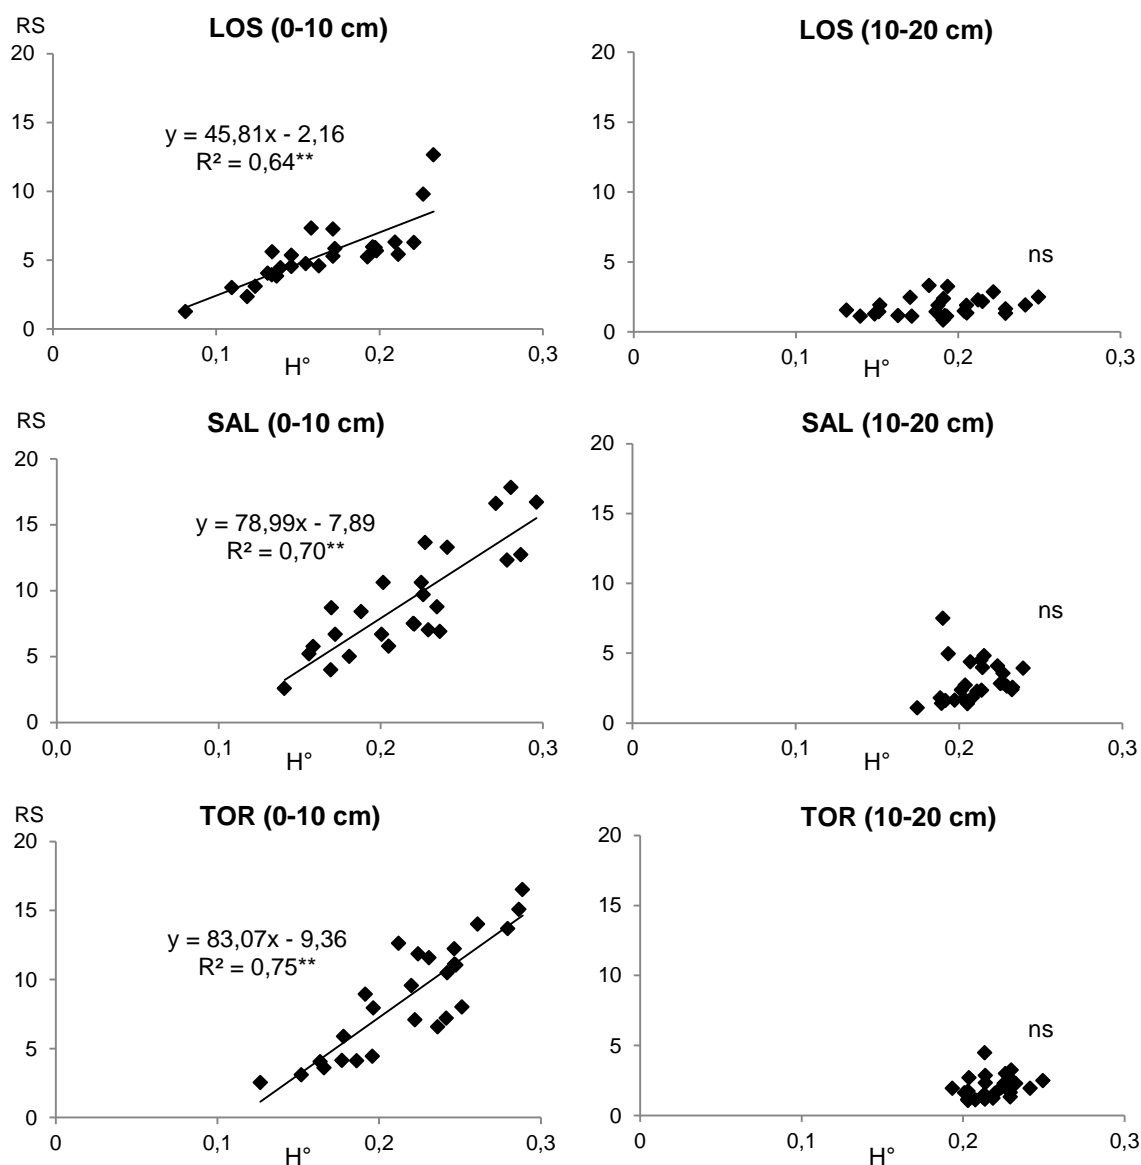 RS
LOS (0-10 cm)
20
15
10
5
0
y = 45,81x - 2,16
R² = 0,64**
0
0,1
0,2
0,3
H°
LOS (10-20 cm)
20
15
10
5
0
ns
0
0,1
0,2
0,3
H°
RS
SAL (0-10 cm)
20
15
10
5
0
y = 78,99x - 7,89
R² = 0,70**
0,0
0,1
0,2
0,3
H°
SAL (10-20 cm)
20
15
10
5
0
ns
0
0,1
0,2
0,3
H°
RS
TOR (0-10 cm)
20
15
10
5
0
y = 83,07x - 9,36
R² = 0,75**
0
0,1
0,2
0,3
H°
TOR (10-20 cm)
20
15
10
5
0
ns
0
0,1
0,2
0,3
H°